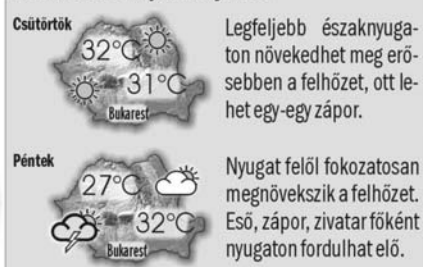 Csütörtök
32°C
31°C
Bukarest
Legfeljebb északnyuga-
ton növekedhet meg erő-
sebben a felhőzet, ott le-
het egy-egy zápor.
Péntek
27°C
32°C
Bukarest
Nyugat felől fokozatosan
megnövekszik a felhőzet.
Eső, zápor, zivatar főként
nyugaton fordulhat elő.